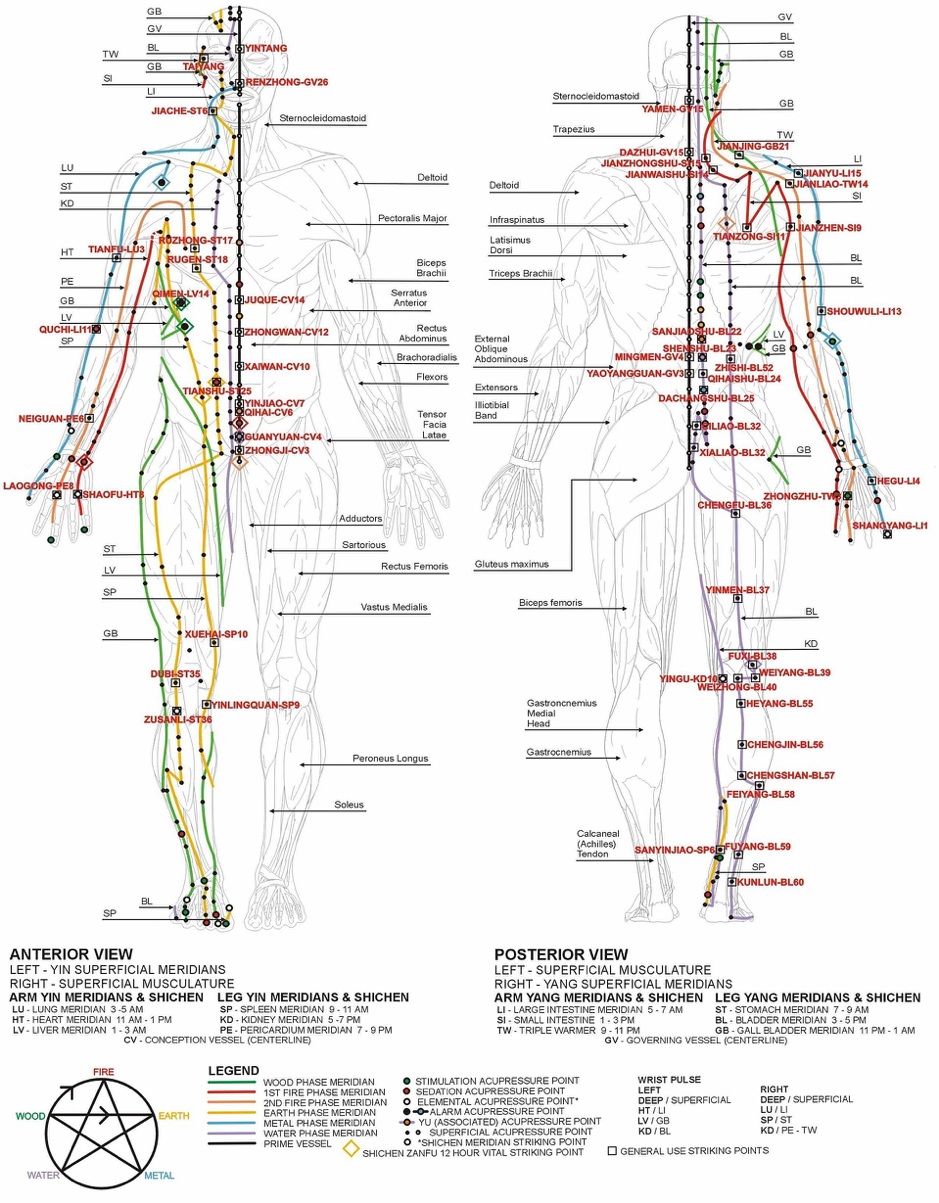 GB
GV
BL
TW
GB
SI
LI
YINTANG
TAIYANG
RENZHONG-GV26
JIACHE-ST6
Sternocleidomastoid
LU
ST
KD
Deltoid
Pectoralis Major
HT
TIANFU-LU3
RUZHONG-ST17
RUGEN-ST18
PE
GB
LV
SP
QIMEN-LV14
QUCHI-LI11
Biceps
Brachii
Serratus
Anterior
Rectus
Abdominus
Brachoradialis
Flexors
JUQUE-CV14
ZHONGWAN-CV12
XAIWAN-CV10
TIANSHU-ST25
YINJIAO-CV7
QIHAI-CV6
GUANYUAN-CV4
ZHONGJI-CV3
Tensor
Facia
Latae
NEIGUAN-PE6
LAOGONG-PE8
SHAOFU-HT8
Adductors
Sartorious
Rectus Femoris
Vastus Medialis
ST
LV
SP
GB
XUEHAI-SP10
DUBI-ST35
YINLINGQUAN-SP9
ZUSANLI-ST36
Peroneus Longus
Soleus
BL
SP
GV
BL
GB
GB
Sternocleidomastoid
YAMEN-GV15
Trapezius
TW
JIANJING-GB21
DAZHUI-GV15
JIANZHONGSHU-SI15
JIANWAISHU-SI14
LI
JIANYU-LI15
JIANLIAO-TW14
SI
Deltoid
Infraspinatus
Latisimus
Dorsi
Triceps Brachii
TIANZONG-SI11
JIANZHEN-SI9
BL
BL
SHOUWULI-LI13
SANJIAOSHU-BL22
SHENSHU-BL23
MINGMEN-GV4
YAOYANGGUAN-GV3
LV
GB
ZHISHI-BL52
QIHAISHU-BL24
DACHANGSHU-BL25
External
Oblique
Abdominous
Extensors
Illiotibial
Band
CILIAO-BL32
XIALIAO-BL32
GB
HEGU-LI4
ZHONGZHU-TW3
SHANGYANG-LI1
CHENGFU-BL36
Gluteus maximus
Biceps femoris
YINMEN-BL37
BL
KD
FUXI-BL38
YINGU-KD10
WEIYANG-BL39
WEIZHONG-BL40
HEYANG-BL55
Gastroncnemius
Medial
Head
Gastrocnemius
CHENGJIN-BL56
CHENGSHAN-BL57
FEIYANG-BL58
Calcaneal
(Achilles)
Tendon
SANYINJIAO-SP6
FUYANG-BL59
SP
KUNLUN-BL60
ANTERIOR VIEW
LEFT - YIN SUPERFICIAL MERIDIANS
RIGHT - SUPERFICIAL MUSCULATURE
ARM YIN MERIDIANS & SHICHEN
LU - LUNG MERIDIAN 3 -5 AM
HT - HEART MERIDIAN 11 AM - 1 PM
LV - LIVER MERIDIAN 1 - 3 AM
LEG YIN MERIDIANS & SHICHEN
SP - SPLEEN MERIDIAN 9 - 11 AM
KD - KIDNEY MERIDIAN 5 -7 PM
PE - PERICARDIUM MERIDIAN 7 - 9 PM
CV - CONCEPTION VESSEL (CENTERLINE)
POSTERIOR VIEW
LEFT - SUPERFICIAL MUSCULATURE
RIGHT - YANG SUPERFICIAL MERIDIANS
ARM YANG MERIDIANS & SHICHEN
LI - LARGE INTESTINE MERIDIAN 5 - 7 AM
SI - SMALL INTESTINE 1 - 3 PM
TW - TRIPLE WARMER 9 - 11 PM
LEG YANG MERIDIANS & SHICHEN
ST - STOMACH MERIDIAN 7 - 9 AM
BL - BLADDER MERIDIAN 3 - 5 PM
GB - GALL BLADDER MERIDIAN 11 PM - 1 AM
GV - GOVERNING VESSEL (CENTERLINE)
FIRE
WOOD
EARTH
WATER
METAL
LEGEND
WOOD PHASE MERIDIAN
1ST FIRE PHASE MERIDIAN
2ND FIRE PHASE MERIDIAN
EARTH PHASE MERIDIAN
METAL PHASE MERIDIAN
WATER PHASE MERIDIAN
PRIME VESSEL
STIMULATION ACUPRESSURE POINT
SEDATION ACUPRESSURE POINT
ELEMENTAL ACUPRESSURE POINT*
ALARM ACUPRESSURE POINT
YU (ASSOCIATED) ACUPRESSURE POINT
SUPERFICIAL ACUPRESSURE POINT
*SHICHEN MERIDIAN STRIKING POINT
SHICHEN ZANFU 12 HOUR VITAL STRIKING POINT
GENERAL USE STRIKING POINTS
WRIST PULSE
LEFT
DEEP / SUPERFICIAL
HT / LI
LV / GB
KD / BL
RIGHT
DEEP / SUPERFICIAL
LU / LI
SP / ST
KD / PE - TW